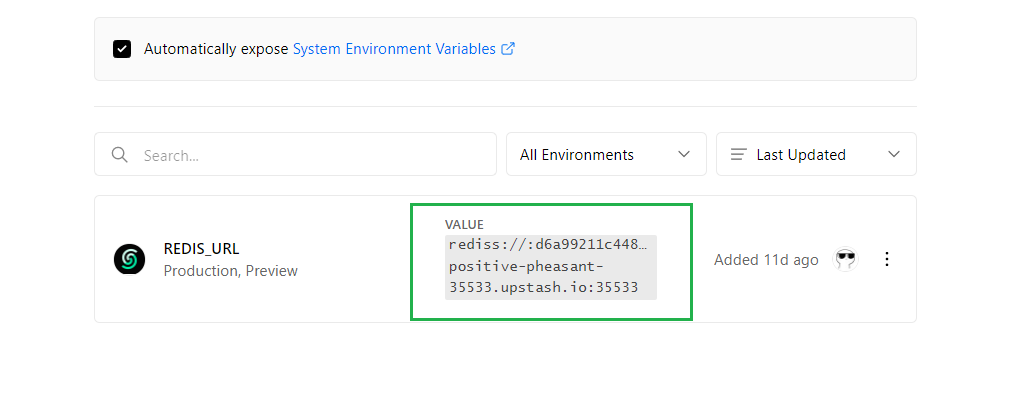 Automatically expose System Environment Variables
Search...
All Environments
Last Updated
VALUE
REDIS_URL
rediss://:d6a99211c448…
Production, Preview
positive-pheasant-
35533.upstash.io:35533
Added 11d ago